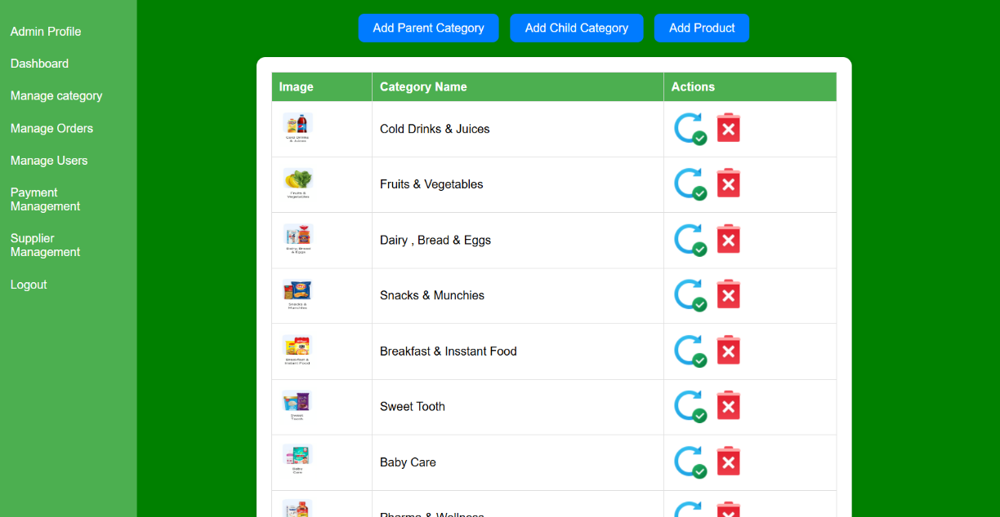 Admin Profile
Dashboard
Manage category
Manage Orders
Manage Users
Payment
Management
Supplier
Management
Logout
Add Parent Category
Add Child Category
Add Product
Image
Category Name
Actions
Cold Drinks
& Juices
Cold Drinks & Juices
Fruits &
Vegetables
Fruits & Vegetables
Dairy, Bread
& Eggs
Dairy , Bread & Eggs
Snacks &
Munchies
Snacks & Munchies
Breakfast &
Instant Food
Breakfast & Insstant Food
Sweet
Tooth
Sweet Tooth
Baby
Care
Baby Care
Pharma & Wellness